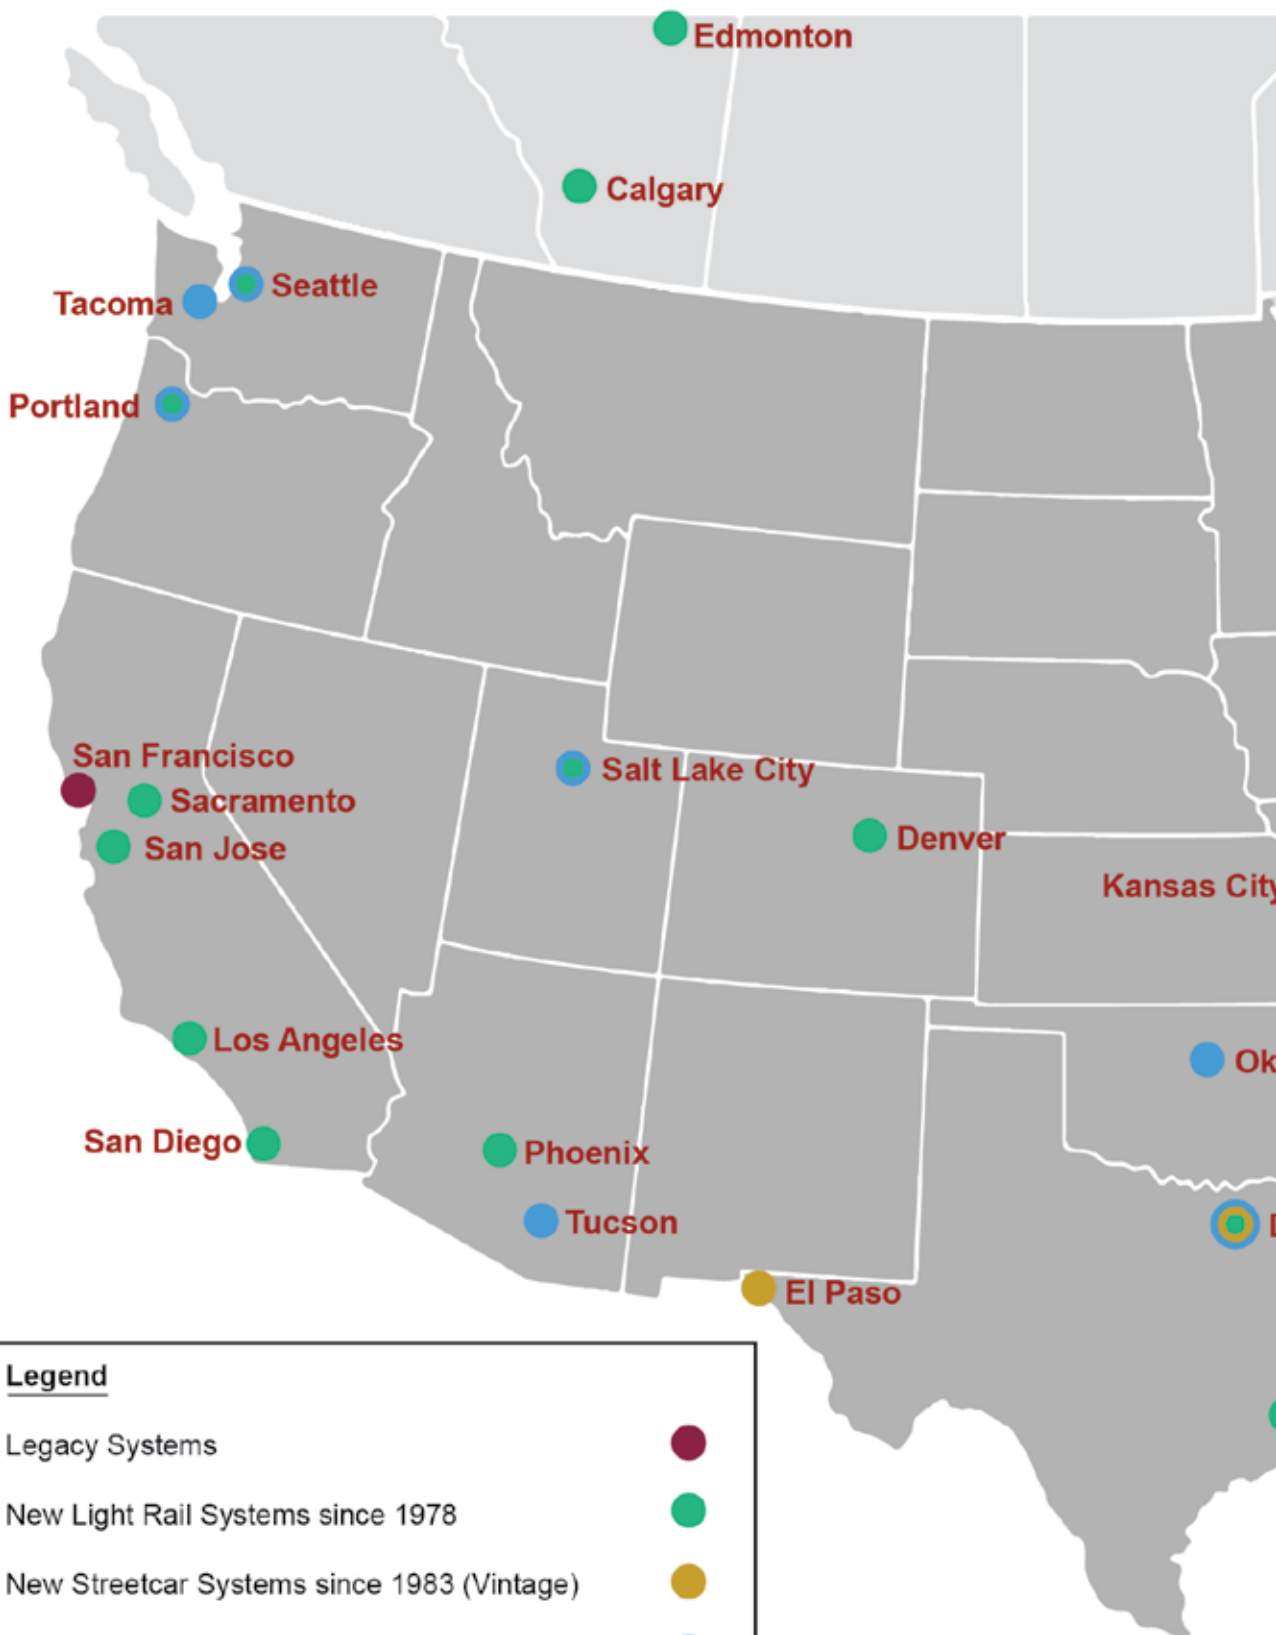 Edmonton
Calgary
Seattle
Tacoma
Portland
San Francisco
Salt Lake City
Sacramento
Denver
San Jose
Kansas City
Los Angeles
San Diego
Phoenix
Tucson
El Paso
Legend
Legacy Systems
New Light Rail Systems since 1978
New Streetcar Systems since 1983 (Vintage)